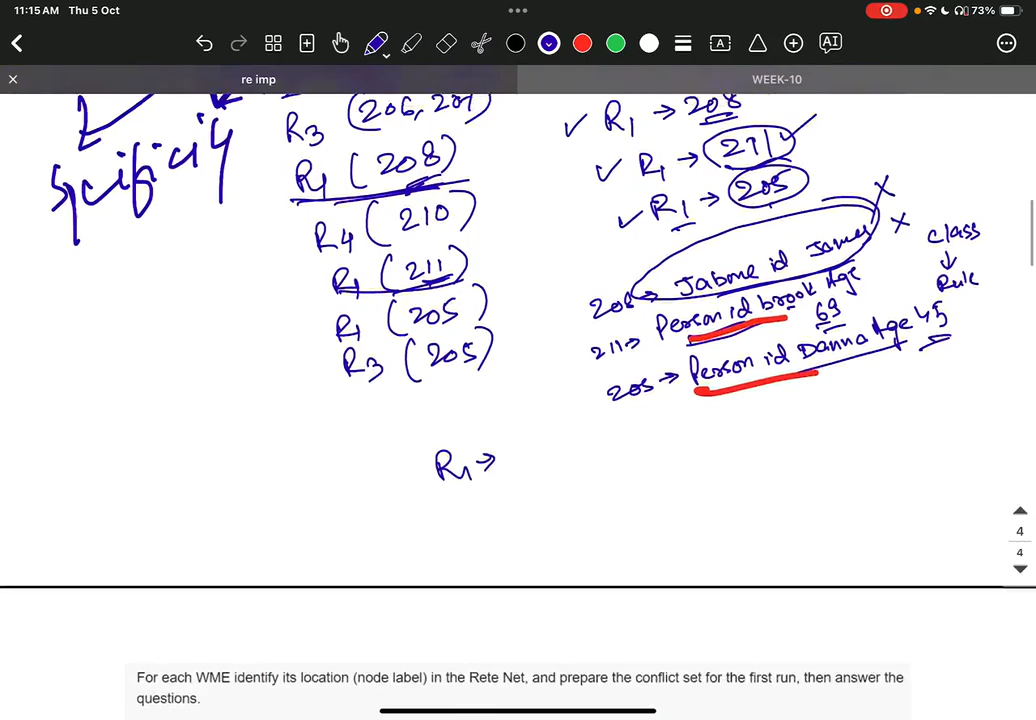 11:15 AM Thu 5 Oct
73%
A
AI
re imp
WEEK-10
R3 (206, 207)
R1 (208)
R4 (210)
R1 (211)
R1 (205)
R3 (205)
✓ R1 → 208
✓ R1 → 211 ✓
✓ R1 → 205
x
x
class
↓
Rule
208 → id James
211 → Person id brook Age 69
205 → Person id Danna Age 45
R1 →
4
4
For each WME identify its location (node label) in the Rete Net, and prepare the conflict set for the first run, then answer the
questions.